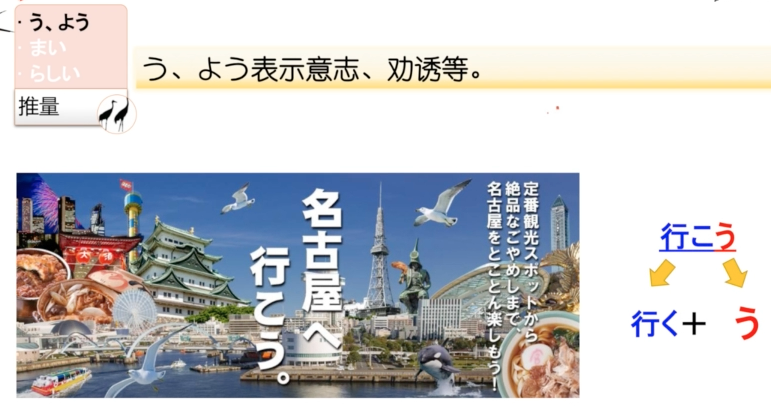 ・う、よう
・まい
・らしい
推量
う、よう表示意志、劝诱等。
名古屋へ
行こう。
定番観光スポットから
絶品なごやめしまで、
名古屋をとことん楽しもう！
大須
行こう
行く＋ う